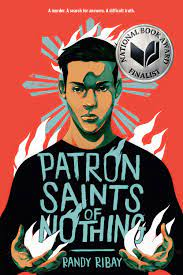 A murder. A search for answers. A difficult truth.
NATIONAL BOOK AWARD
FINALIST
PATRON
SAINTS
OF
NOTHING
RANDY RIBAY